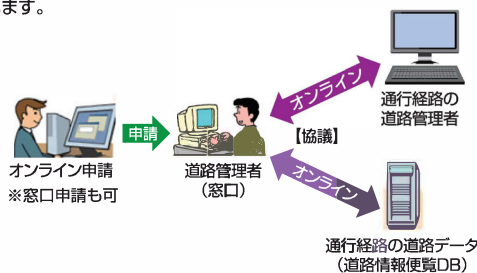 ます。
オンライン
通行経路の
道路管理者
申請
【協議】
オンライン申請
※窓口申請も可
道路管理者
（窓口）
オンライン
通行経路の道路データ
（道路情報便覧DB）